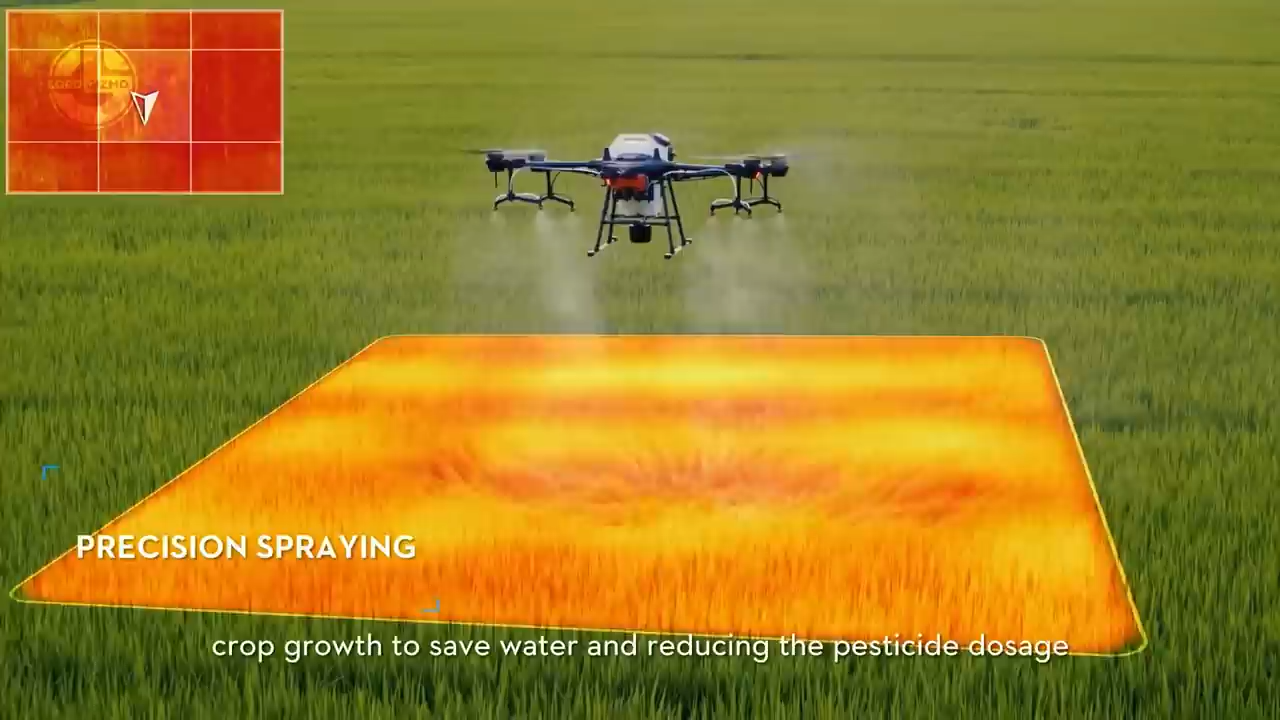 PRECISION SPRAYING
crop growth to save water and reducing the pesticide dosage